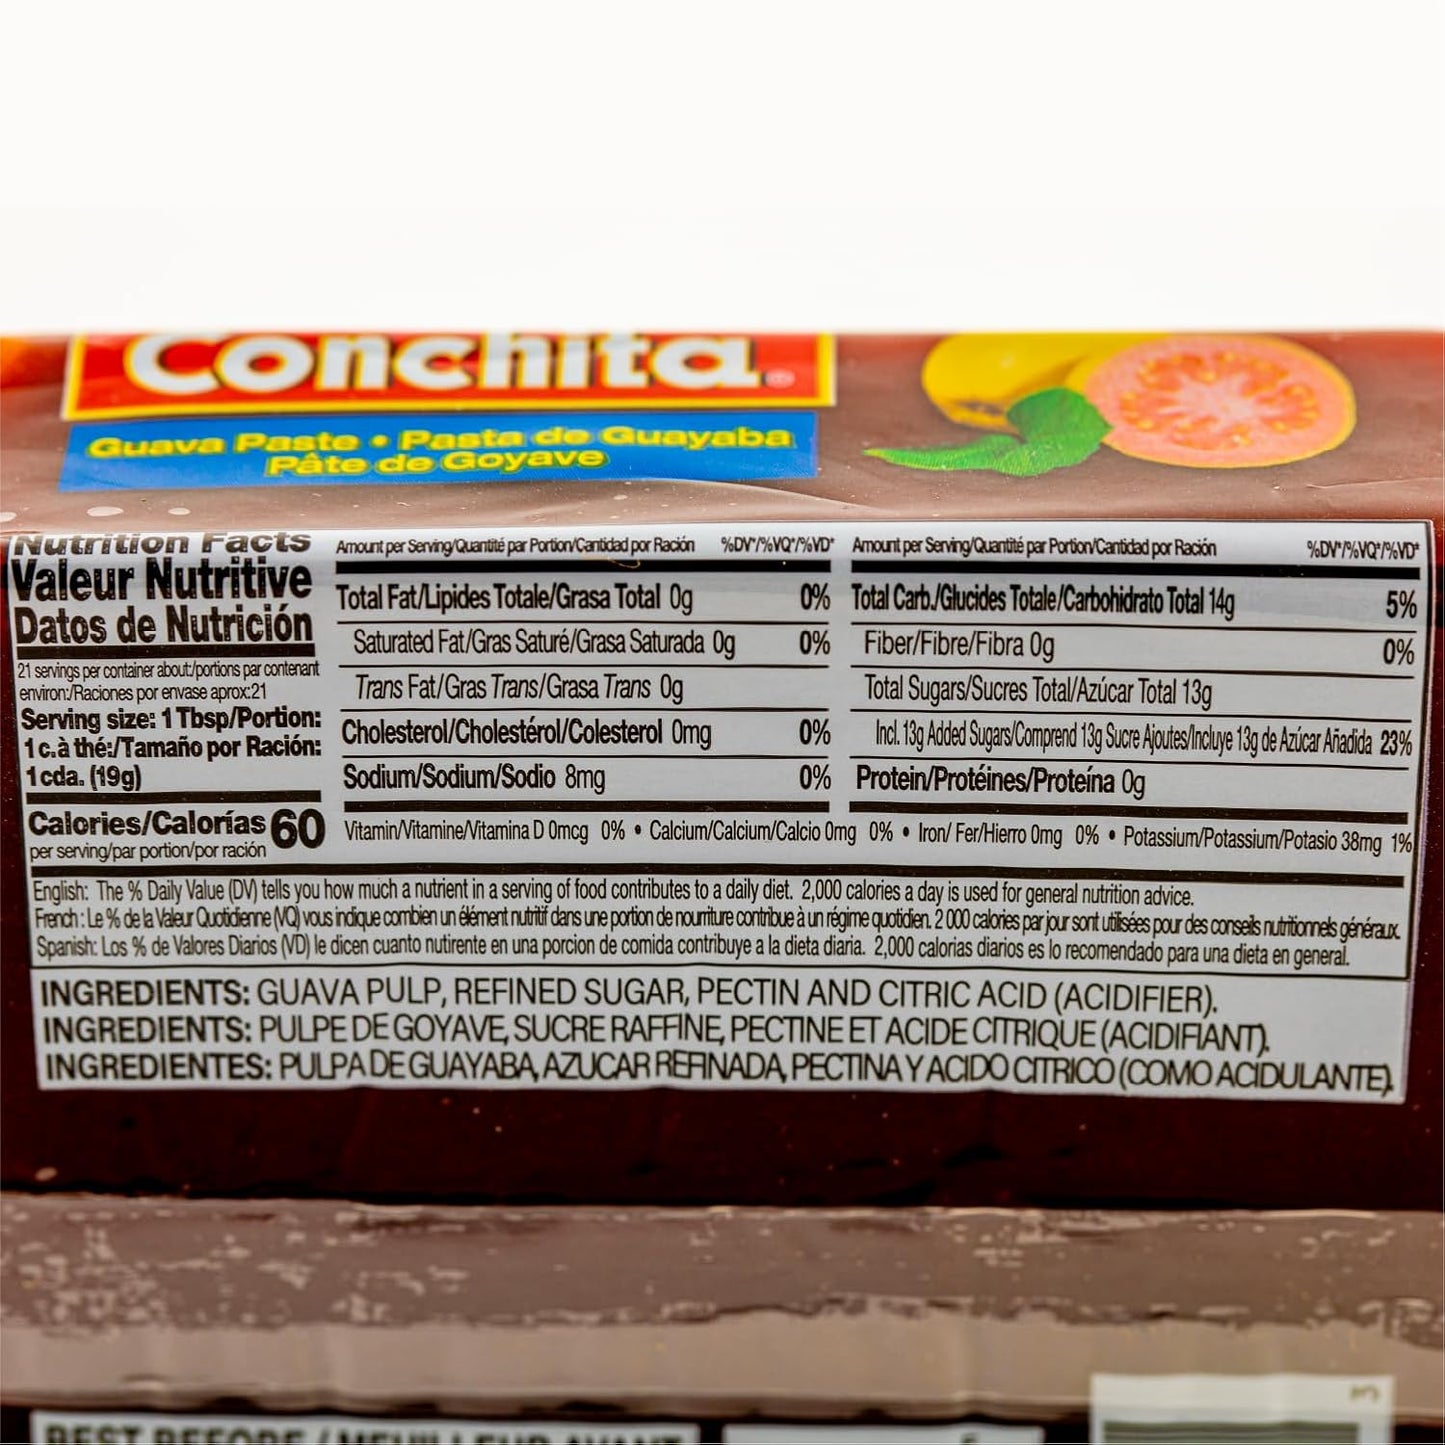 Conchita®
Guava Paste • Pasta de Guayaba
Pâte de Goyave
Nutrition Facts
Valeur Nutritive
Datos de Nutrición
21 servings per container about:/portions par contenant
environ:/Raciones por envase aprox:21
Serving size: 1 Tbsp/Portion:
1 c.à thé:/Tamaño por Ración:
1 cda. (19g)
Calories/Calorías 60
per serving/par portion/por ración
Amount per Serving/Quantité par Portion/Cantidad por Ración %DV*/%VQ*/%VD*
Total Fat/Lipides Totale/Grasa Total 0g 0%
Saturated Fat/Gras Saturé/Grasa Saturada 0g 0%
Trans Fat/Gras Trans/Grasa Trans 0g
Cholesterol/Cholestérol/Colesterol 0mg 0%
Sodium/Sodium/Sodio 8mg 0%
Amount per Serving/Quantité par Portion/Cantidad por Ración %DV*/%VQ*/%VD*
Total Carb./Glucides Totale/Carbohidrato Total 14g 5%
Fiber/Fibre/Fibra 0g 0%
Total Sugars/Sucres Total/Azúcar Total 13g
Incl. 13g Added Sugars/Comprend 13g Sucre Ajoutes/Incluye 13g de Azúcar Añadida 23%
Protein/Protéines/Proteína 0g
Vitamin/Vitamine/Vitamina D 0mcg 0% • Calcium/Calcium/Calcio 0mg 0% • Iron/ Fer/Hierro 0mg 0% • Potassium/Potassium/Potasio 38mg 1%
English: The % Daily Value (DV) tells you how much a nutrient in a serving of food contributes to a daily diet. 2,000 calories a day is used for general nutrition advice.
French : Le % de la Valeur Quotidienne (VQ) vous indique combien un élément nutritif dans une portion de nourriture contribue à un régime quotidien. 2 000 calories par jour sont utilisées pour des conseils nutritionnels généraux.
Spanish: Los % de Valores Diarios (VD) le dicen cuanto nutirente en una porcion de comida contribuye a la dieta diaria. 2,000 calorias diarios es lo recomendado para una dieta en general.
INGREDIENTS: GUAVA PULP, REFINED SUGAR, PECTIN AND CITRIC ACID (ACIDIFIER).
INGREDIENTS: PULPE DE GOYAVE, SUCRE RAFFINE, PECTINE ET ACIDE CITRIQUE (ACIDIFIANT).
INGREDIENTES: PULPA DE GUAYABA, AZUCAR REFINADA, PECTINA Y ACIDO CITRICO (COMO ACIDULANTE).
BEST BEFORE / MEILLEUR AVANT